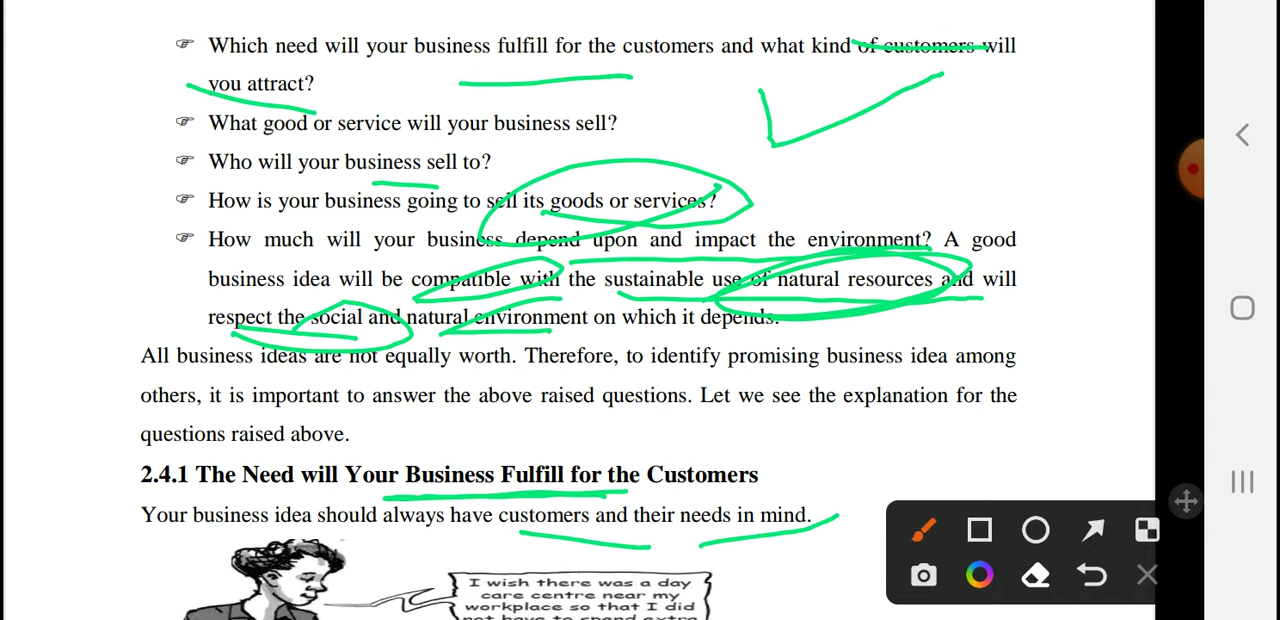 ☞ Which need will your business fulfill for the customers and what kind of customers will
you attract?
☞ What good or service will your business sell?
☞ Who will your business sell to?
☞ How is your business going to sell its goods or services?
☞ How much will your business depend upon and impact the environment? A good
business idea will be compatible with the sustainable use of natural resources and will
respect the social and natural environment on which it depends.
All business ideas are not equally worth. Therefore, to identify promising business idea among
others, it is important to answer the above raised questions. Let we see the explanation for the
questions raised above.
2.4.1 The Need will Your Business Fulfill for the Customers
Your business idea should always have customers and their needs in mind.
I wish there was a day
care centre near my
workplace so that I did
not have to spend extra